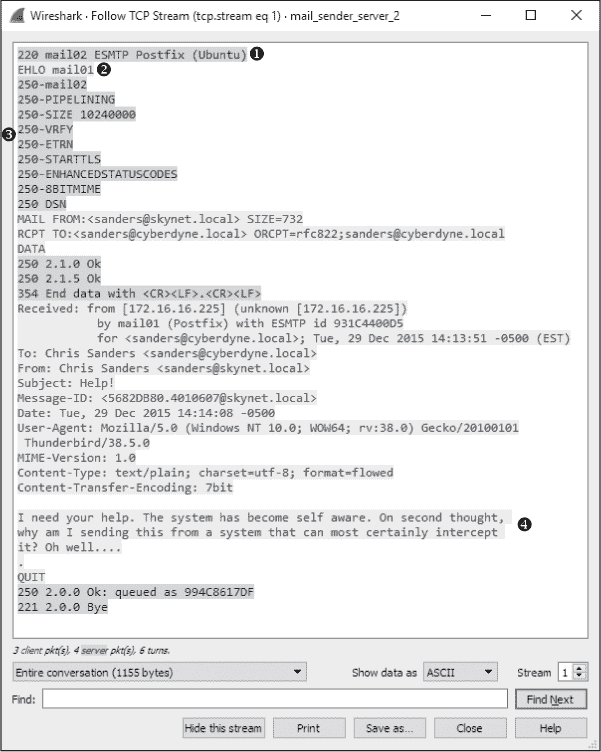 Wireshark · Follow TCP Stream (tcp.stream eq 1) · mail_sender_server_2
220 mail02 ESMTP Postfix (Ubuntu) ❶
EHLO mail01 ❷
250-mail02
250-PIPELINING
250-SIZE 10240000
❸ 250-VRFY
250-ETRN
250-STARTTLS
250-ENHANCEDSTATUSCODES
250-8BITMIME
250 DSN
MAIL FROM:<sanders@skynet.local> SIZE=732
RCPT TO:<sanders@cyberdyne.local> ORCPT=rfc822;sanders@cyberdyne.local
DATA
250 2.1.0 Ok
250 2.1.5 Ok
354 End data with <CR><LF>.<CR><LF>
Received: from [172.16.16.225] (unknown [172.16.16.225])
by mail01 (Postfix) with ESMTP id 931C4400D5
for <sanders@cyberdyne.local>; Tue, 29 Dec 2015 14:13:51 -0500 (EST)
To: Chris Sanders <sanders@cyberdyne.local>
From: Chris Sanders <sanders@skynet.local>
Subject: Help!
Message-ID: <5682DB80.4010607@skynet.local>
Date: Tue, 29 Dec 2015 14:14:08 -0500
User-Agent: Mozilla/5.0 (Windows NT 10.0; WOW64; rv:38.0) Gecko/20100101
Thunderbird/38.5.0
MIME-Version: 1.0
Content-Type: text/plain; charset=utf-8; format=flowed
Content-Transfer-Encoding: 7bit
I need your help. The system has become self aware. On second thought,
why am I sending this from a system that can most certainly intercept ❹
it? Oh well....
.
QUIT
250 2.0.0 Ok: queued as 994C8617DF
221 2.0.0 Bye
3 client pkt(s), 4 server pkt(s), 6 turns.
Entire conversation (1155 bytes) Show data as ASCII Stream 1
Find: Find Next
Hide this stream Print Save as... Close Help